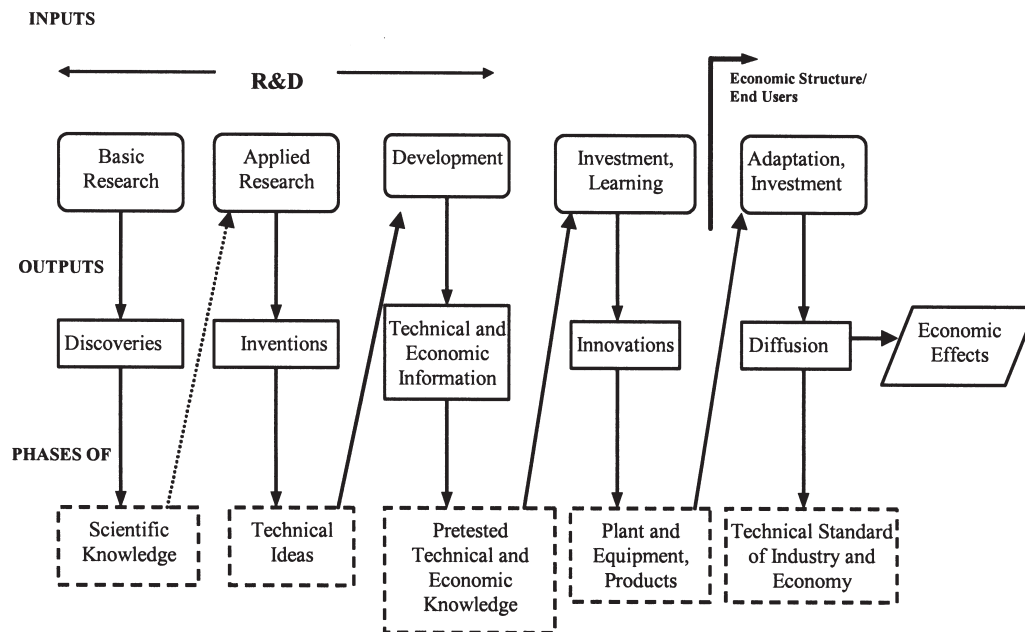 INPUTS
R&D
Economic Structure/
End Users
Basic
Research
Applied
Research
Development
Investment,
Learning
Adaptation,
Investment
OUTPUTS
Discoveries
Inventions
Technical and
Economic
Information
Innovations
Diffusion
Economic
Effects
PHASES OF
Scientific
Knowledge
Technical
Ideas
Pretested
Technical and
Economic
Knowledge
Plant and
Equipment,
Products
Technical Standard
of Industry and
Economy